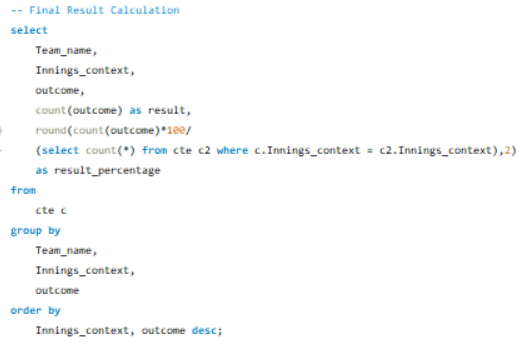 -- Final Result Calculation
select
Team_name,
Innings_context,
outcome,
count(outcome) as result,
round(count(outcome)*100/
(select count(*) from cte c2 where c.Innings_context = c2.Innings_context),2)
as result_percentage
from
cte c
group by
Team_name,
Innings_context,
outcome
order by
Innings_context, outcome desc;